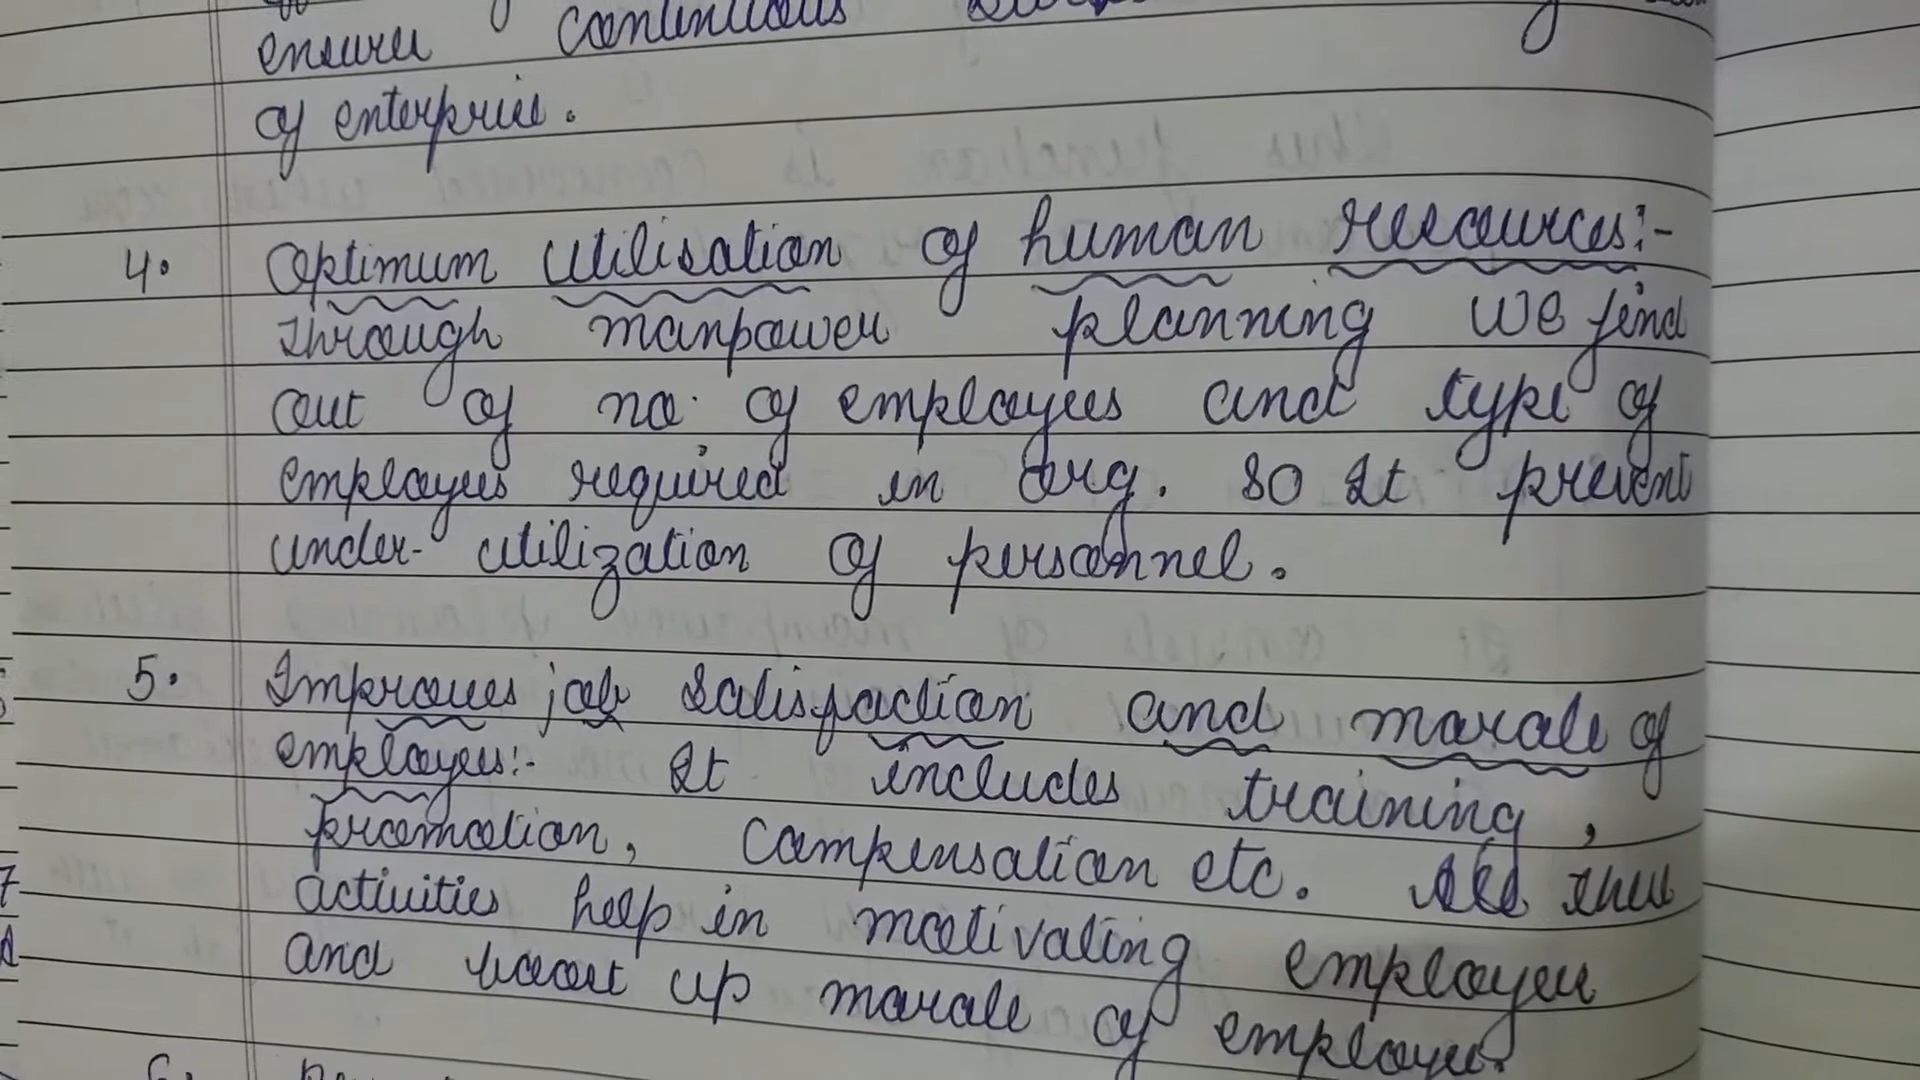 ensure continuous
of enterprise.
4. Optimum utilisation of human resources:-
Through manpower planning we find
out of no. of employees and type of
employees required in org. so it prevent
under-utilization of personnel.
5. Improves job satisfaction and morale of
employees:- It includes training,
promotion, compensation etc. All these
activities help in motivating employees
and boost up morale of employees.
6.